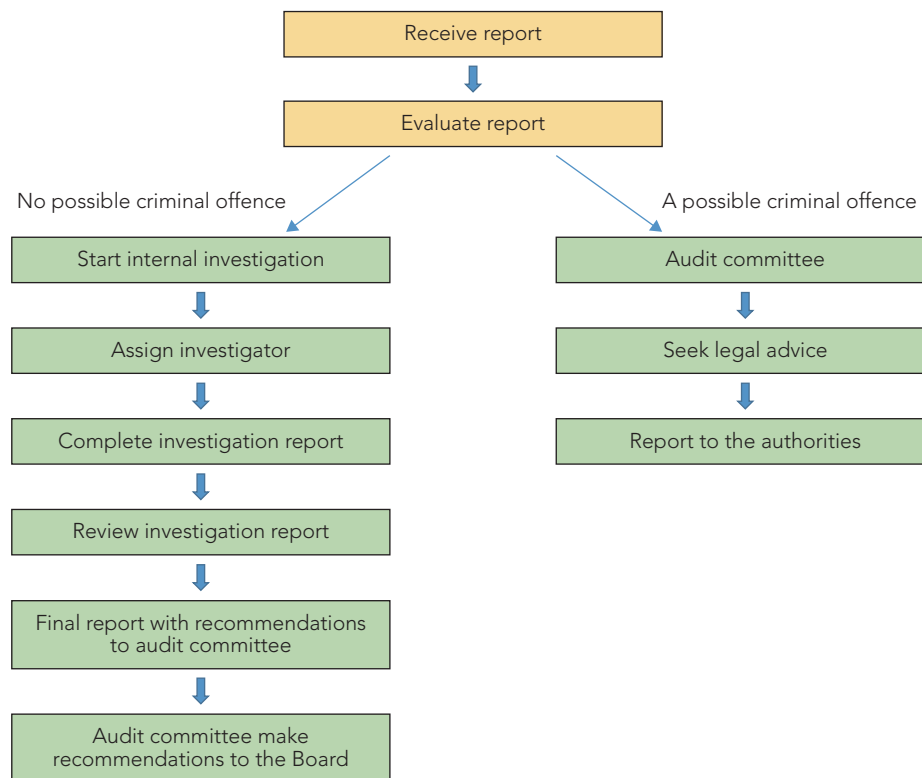 Receive report
Evaluate report
No possible criminal offence
A possible criminal offence
Start internal investigation
Audit committee
Assign investigator
Seek legal advice
Complete investigation report
Report to the authorities
Review investigation report
Final report with recommendations
to audit committee
Audit committee make
recommendations to the Board